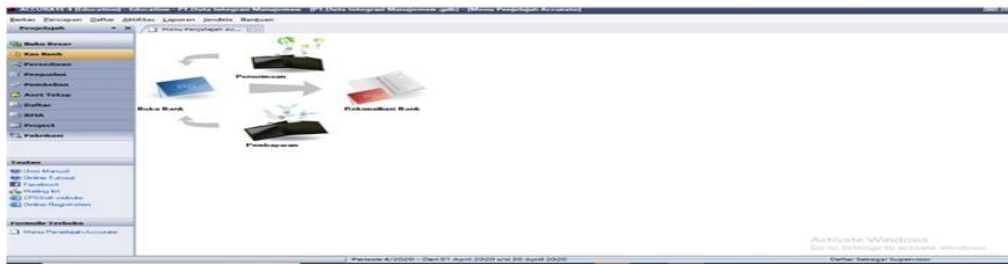 ACCURATE 4 [Education] - Education - PT.Data Integrasi Manajemen - [PT.Data Integrasi Manajemen .gdb] - [Menu Penjelajah Accurate]
Berkas Persiapan Daftar Aktifitas Laporan Jendela Bantuan
Penjelajah
Menu Penjelajah Ac...
Buku Besar
Kas Bank
Persediaan
Penjualan
Pembelian
Aset Tetap
Daftar
RMA
Project
Pabrikasi
Penerimaan
Buku Bank
Rekonsiliasi Bank
Pembayaran
Tautan
User Manual
Online Tutorial
Facebook
Mailing list
CPSSoft website
Online Registration
Formulir Terbuka
Menu Penjelajah Accurate
Activate Windows
Go to Settings to activate Windows.
Periode 4/2020 - Dari 01 April 2020 s/d 30 April 2020
Daftar Sebagai Supervisor